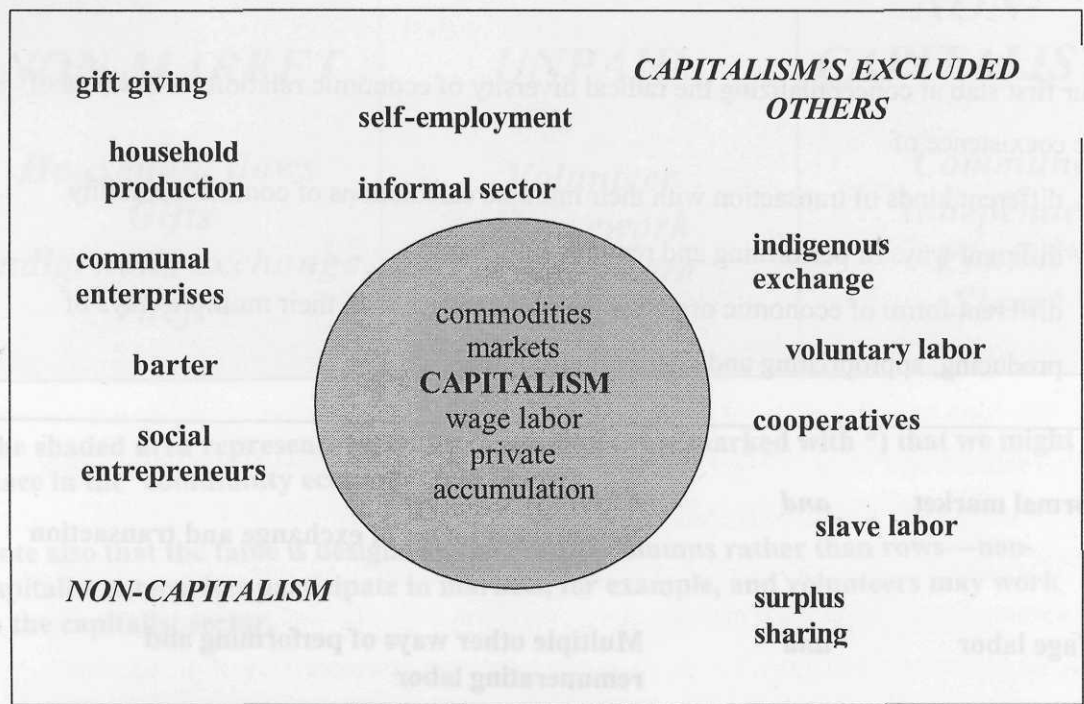 gift giving
household
production
communal
enterprises
barter
social
entrepreneurs
NON-CAPITALISM
self-employment
informal sector
commodities
markets
CAPITALISM
wage labor
private
accumulation
CAPITALISM'S EXCLUDED
OTHERS
indigenous
exchange
voluntary labor
cooperatives
slave labor
surplus
sharing